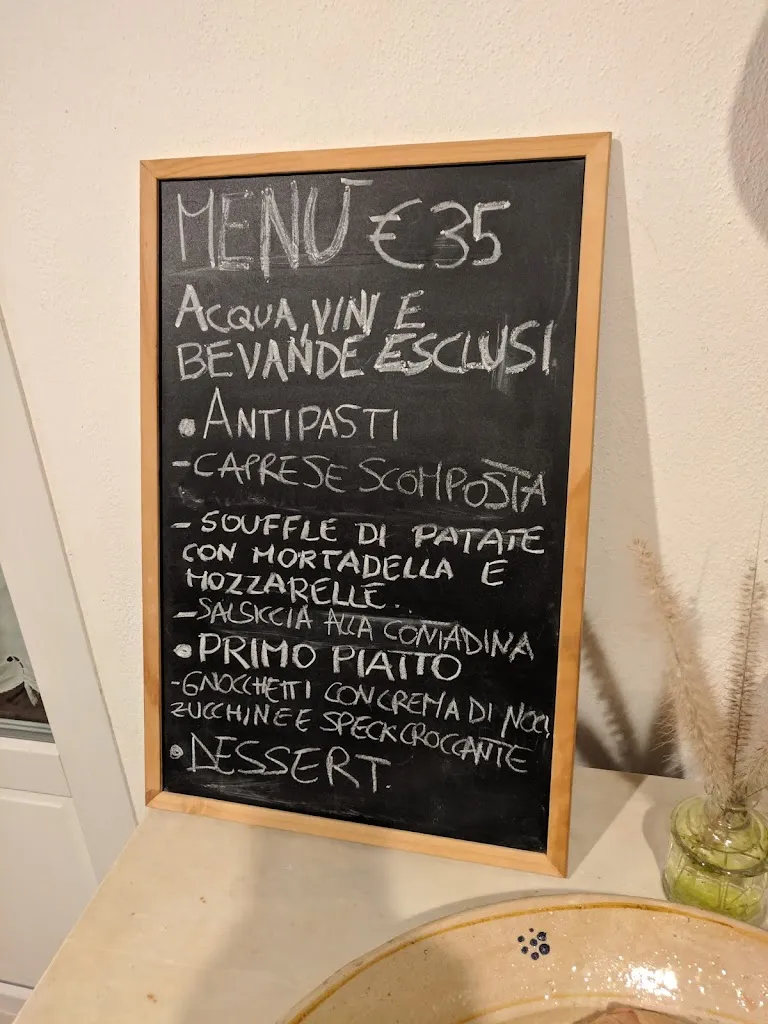 MENÙ €35
ACQUA, VINI E
BEVANDE ESCLUSI
• ANTIPASTI
- CAPRESE SCOMPOSTA
- SOUFFLE DI PATATE
CON MORTADELLA E
MOZZARELLE..
- SALSICCIA ALLA CONTADINA
• PRIMO PIATTO
- GNOCCHETTI CON CREMA DI NOCI,
ZUCCHINE E SPECK CROCCANTE
• DESSERT.